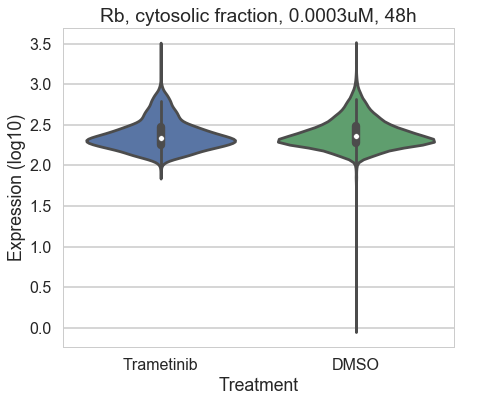 Rb, cytosolic fraction, 0.0003uM, 48h
Expression (log10)
3.5
3.0
2.5
2.0
1.5
1.0
0.5
0.0
Trametinib DMSO
Treatment